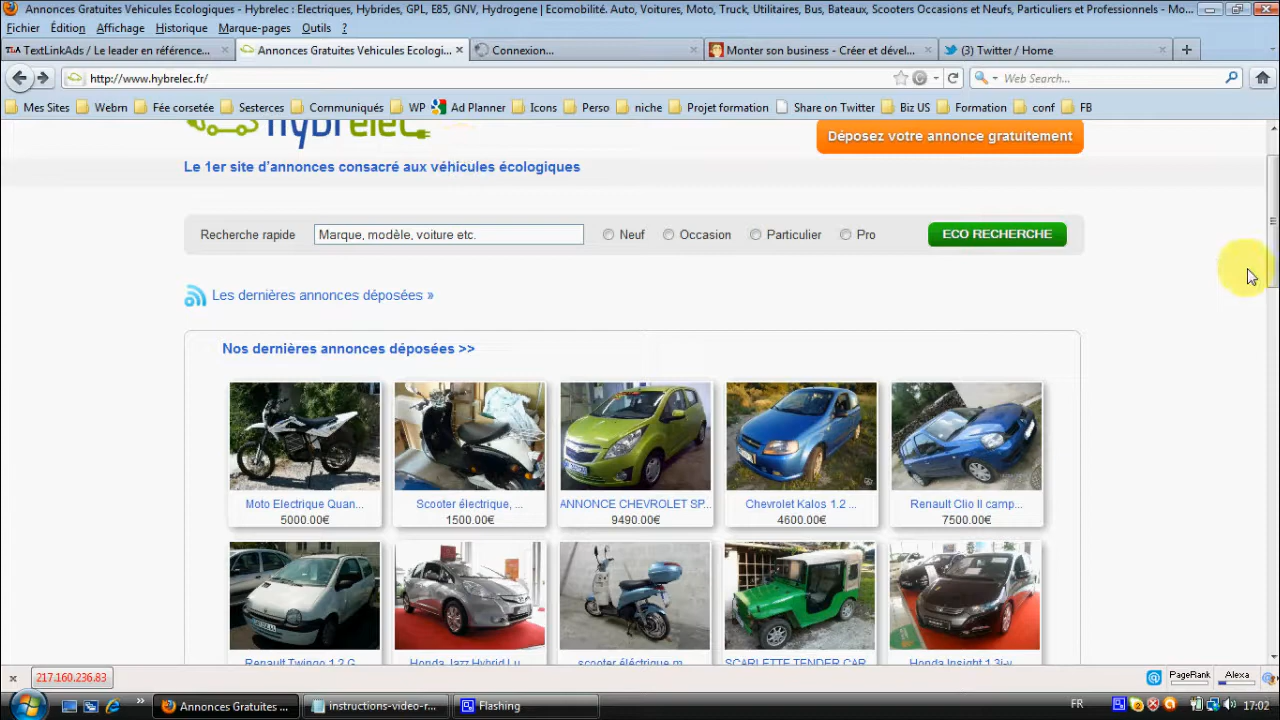 Annonces Gratuites Vehicules Ecologiques - Hybrelec : Electriques, Hybrides, GPL, E85, GNV, Hydrogene | Ecomobilité. Auto, Voitures, Moto, Truck, Utilitaires, Bus, Bateaux, Scooters Occasions et Neufs, Particuliers et Professionnels - Mo...
Fichier Édition Affichage Historique Marque-pages Outils ?
TLA TextLinkAds / Le leader en référence... Annonces Gratuites Vehicules Ecologi... Connexion... Monter son business - Créer et dével... (3) Twitter / Home
http://www.hybrelec.fr/ Web Search...
Mes Sites Webrn Fée corsetée Sesterces Communiqués WP Ad Planner Icons Perso niche Projet formation Share on Twitter Biz US Formation conf FB
hybrelec
Déposez votre annonce gratuitement
Le 1er site d'annonces consacré aux véhicules écologiques
Recherche rapide Marque, modèle, voiture etc. Neuf Occasion Particulier Pro ECO RECHERCHE
Les dernières annonces déposées »
Nos dernières annonces déposées >>
Moto Electrique Quan... Scooter électrique, ... ANNONCE CHEVROLET SP... Chevrolet Kalos 1.2 ... Renault Clio II camp...
5000.00€ 1500.00€ 9490.00€ 4600.00€ 7500.00€
Renault Twingo 1.2 G... Honda Jazz Hybrid Lu... scooter éléctrique m... SCARLETTE TENDER CAR... Honda Insight 1.3i-v...
217.160.236.83 PageRank Alexa
Annonces Gratuites ... instructions-video-r... Flashing FR 17:02